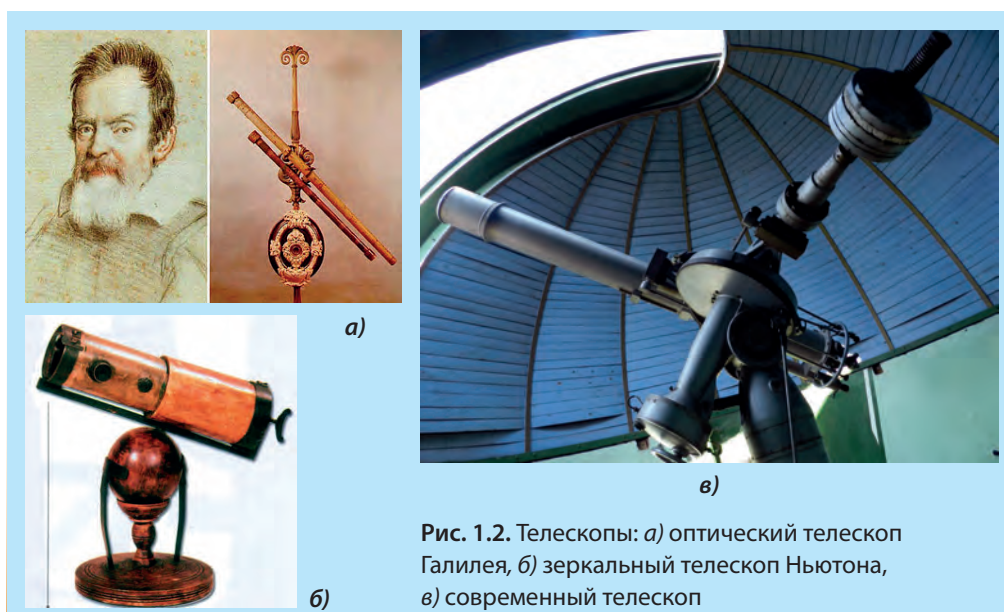 а)
б)
в)
Рис. 1.2. Телескопы: а) оптический телескоп
Галилея, б) зеркальный телескоп Ньютона,
в) современный телескоп